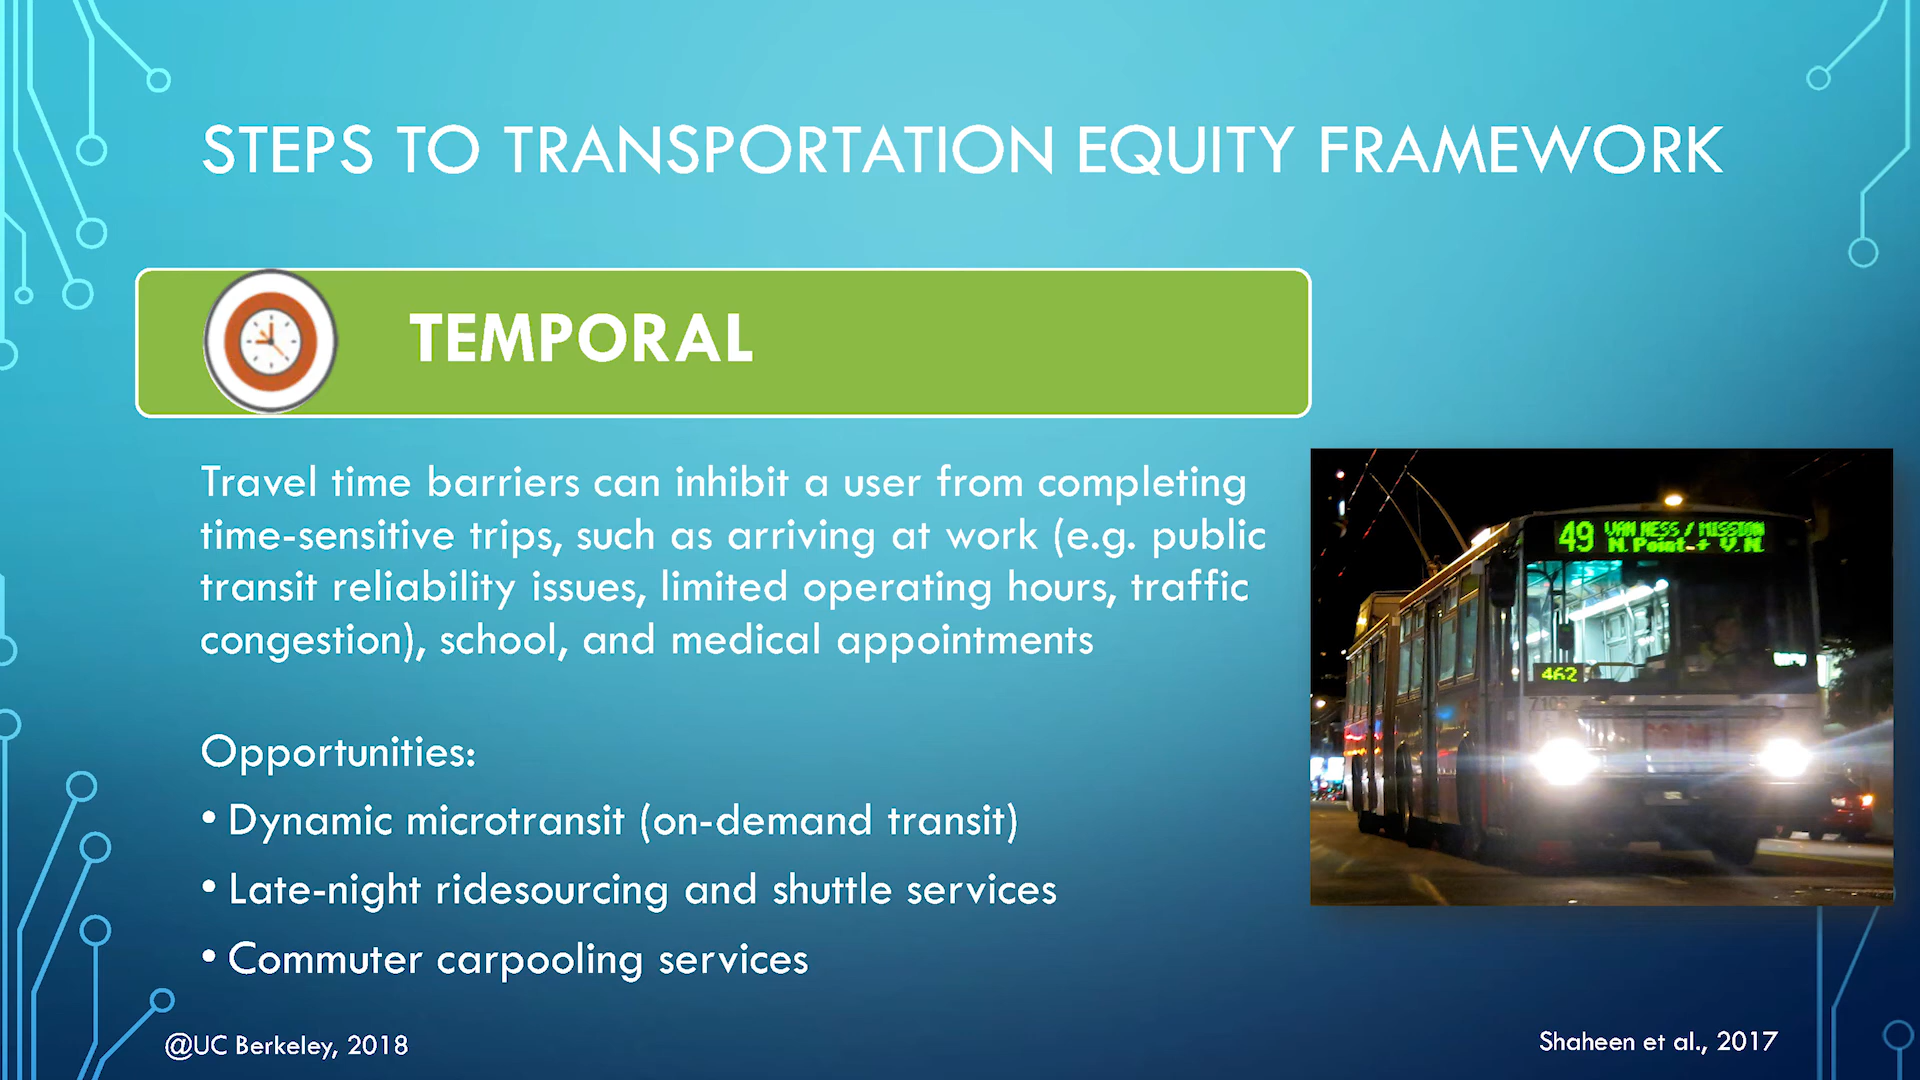 STEPS TO TRANSPORTATION EQUITY FRAMEWORK
TEMPORAL
Travel time barriers can inhibit a user from completing
time-sensitive trips, such as arriving at work (e.g. public
transit reliability issues, limited operating hours, traffic
congestion), school, and medical appointments
Opportunities:
• Dynamic microtransit (on-demand transit)
• Late-night ridesourcing and shuttle services
• Commuter carpooling services
49 VAN NESS / MISSION
N. Point + V.N.
462
@UC Berkeley, 2018
Shaheen et al., 2017